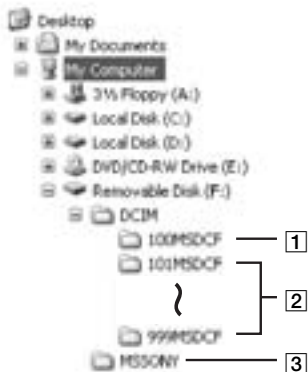 Desktop
My Documents
My Computer
3½ Floppy (A:)
Local Disk (C:)
Local Disk (D:)
DVD/CD-RW Drive (E:)
Removable Disk (F:)
DCIM
100MSDCF 1
101MSDCF
2
999MSDCF
MSSONY 3